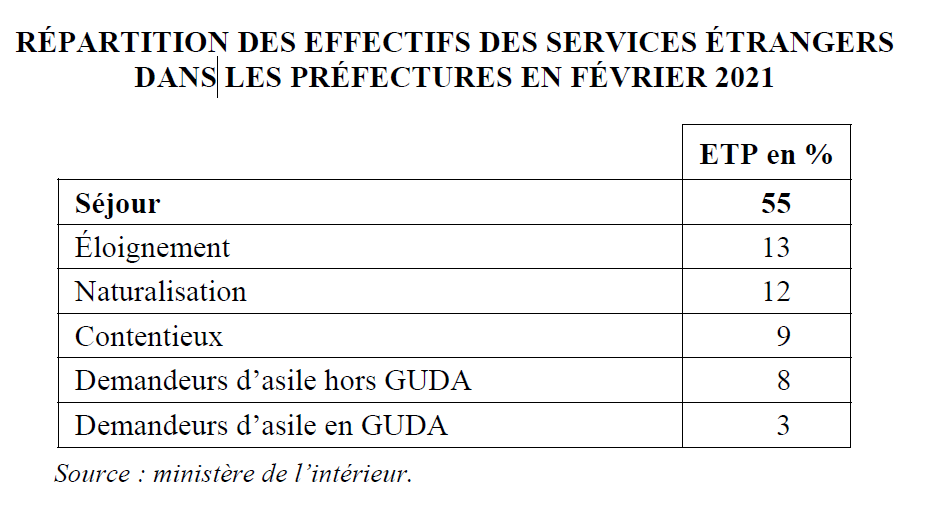 RÉPARTITION DES EFFECTIFS DES SERVICES ÉTRANGERS
DANS LES PRÉFECTURES EN FÉVRIER 2021
ETP en %
Séjour 55
Éloignement 13
Naturalisation 12
Contentieux 9
Demandeurs d’asile hors GUDA 8
Demandeurs d’asile en GUDA 3
Source : ministère de l’intérieur.